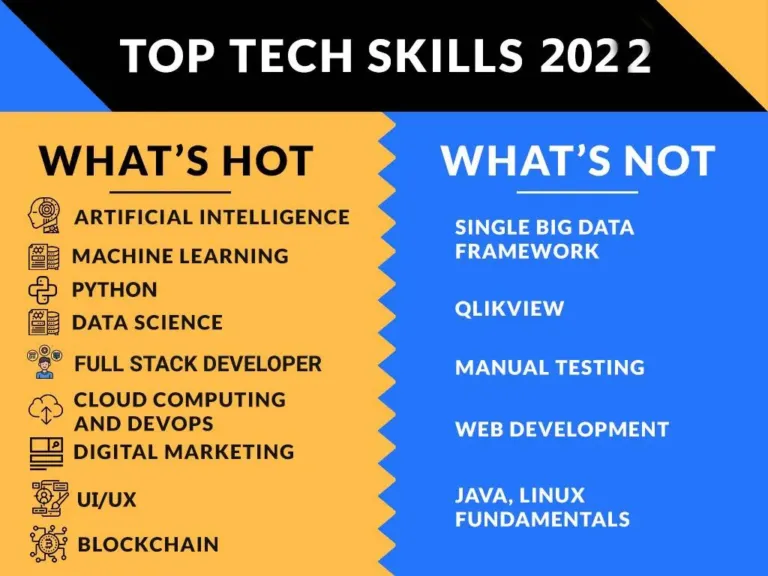 TOP TECH SKILLS 2022
WHAT'S HOT
ARTIFICIAL INTELLIGENCE
MACHINE LEARNING
PYTHON
DATA SCIENCE
FULL STACK DEVELOPER
CLOUD COMPUTING
AND DEVOPS
DIGITAL MARKETING
UI/UX
BLOCKCHAIN
WHAT'S NOT
SINGLE BIG DATA
FRAMEWORK
QLIKVIEW
MANUAL TESTING
WEB DEVELOPMENT
JAVA, LINUX
FUNDAMENTALS